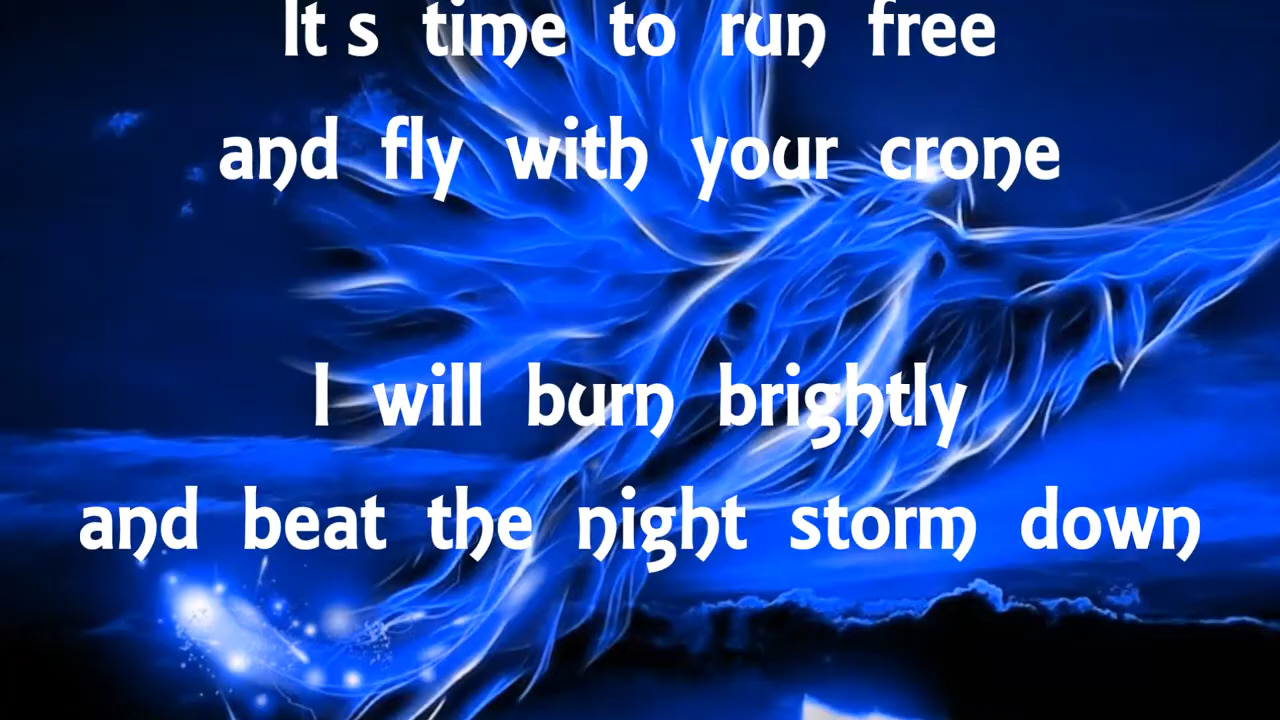 It s time to run free
and fly with your crone
I will burn brightly
and beat the night storm down